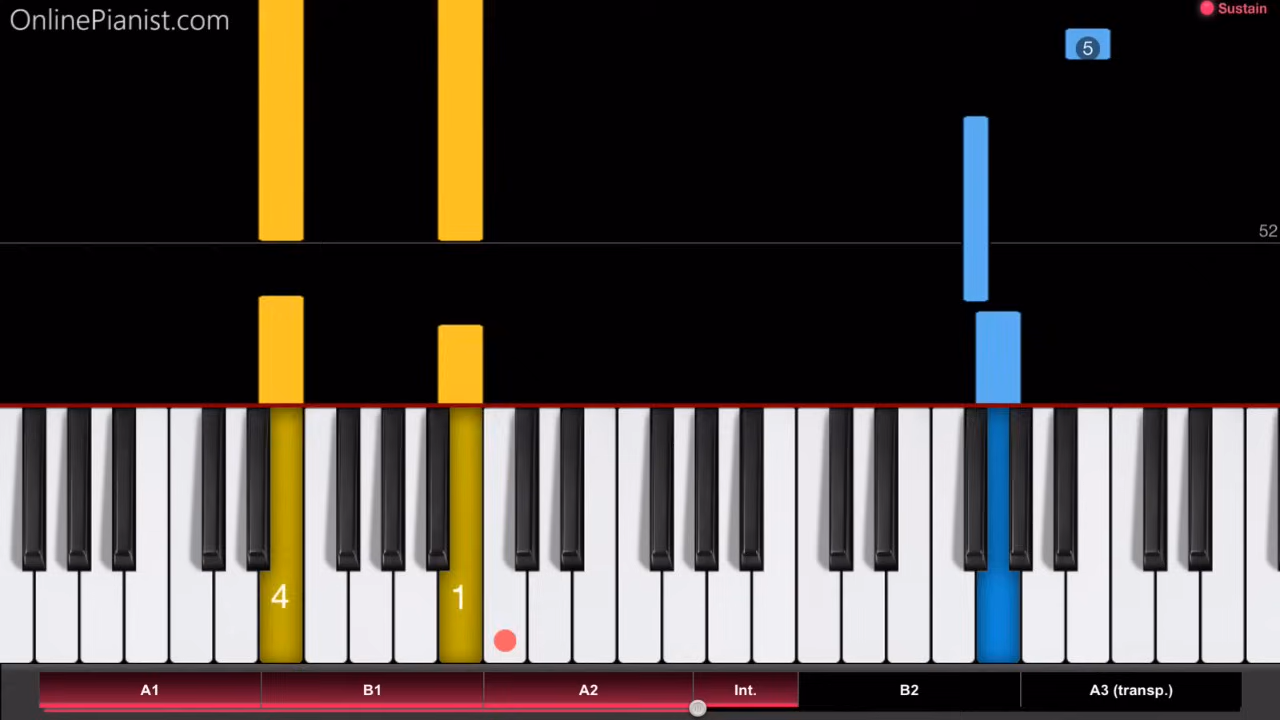 OnlinePianist.com
Sustain
5
52
4
1
A1
B1
A2
Int.
B2
A3 (transp.)